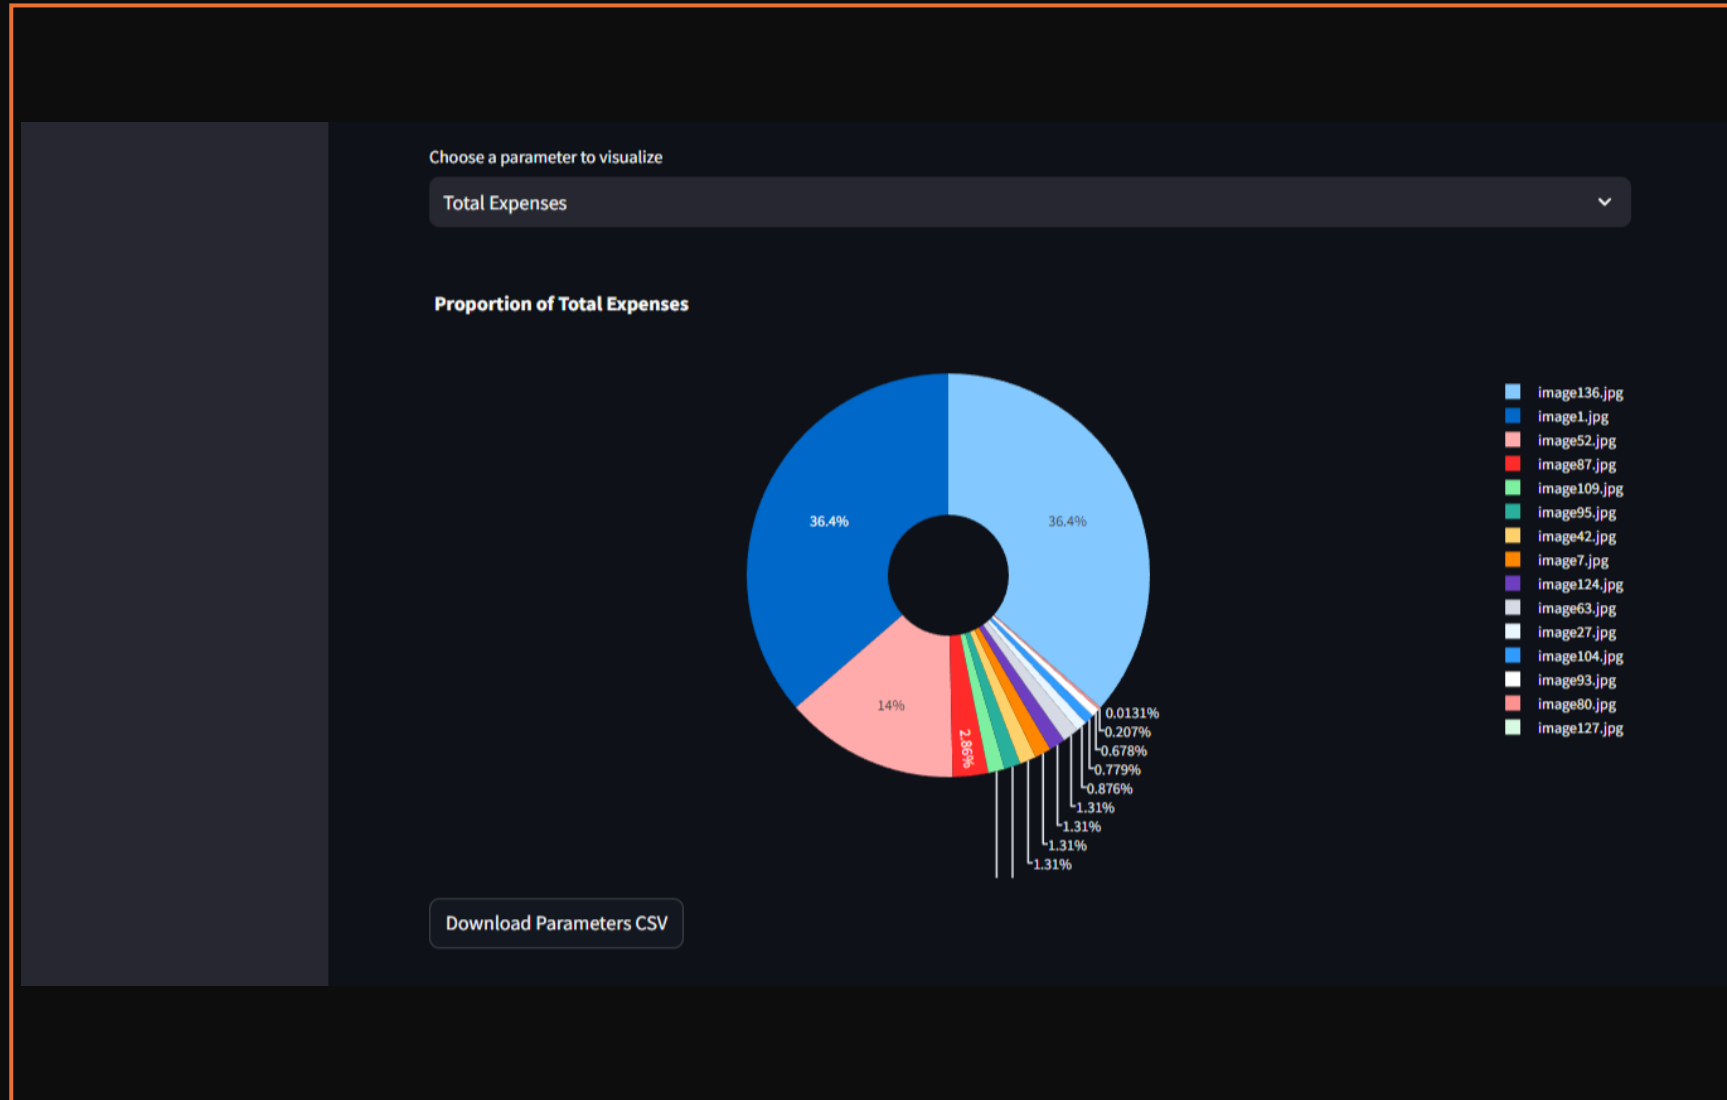 Choose a parameter to visualize
Total Expenses
Proportion of Total Expenses
36.4%
36.4%
14%
2.86%
0.0131%
0.207%
0.678%
0.779%
0.876%
1.31%
1.31%
1.31%
1.31%
image136.jpg
image1.jpg
image52.jpg
image87.jpg
image109.jpg
image95.jpg
image42.jpg
image7.jpg
image124.jpg
image63.jpg
image27.jpg
image104.jpg
image93.jpg
image80.jpg
image127.jpg
Download Parameters CSV